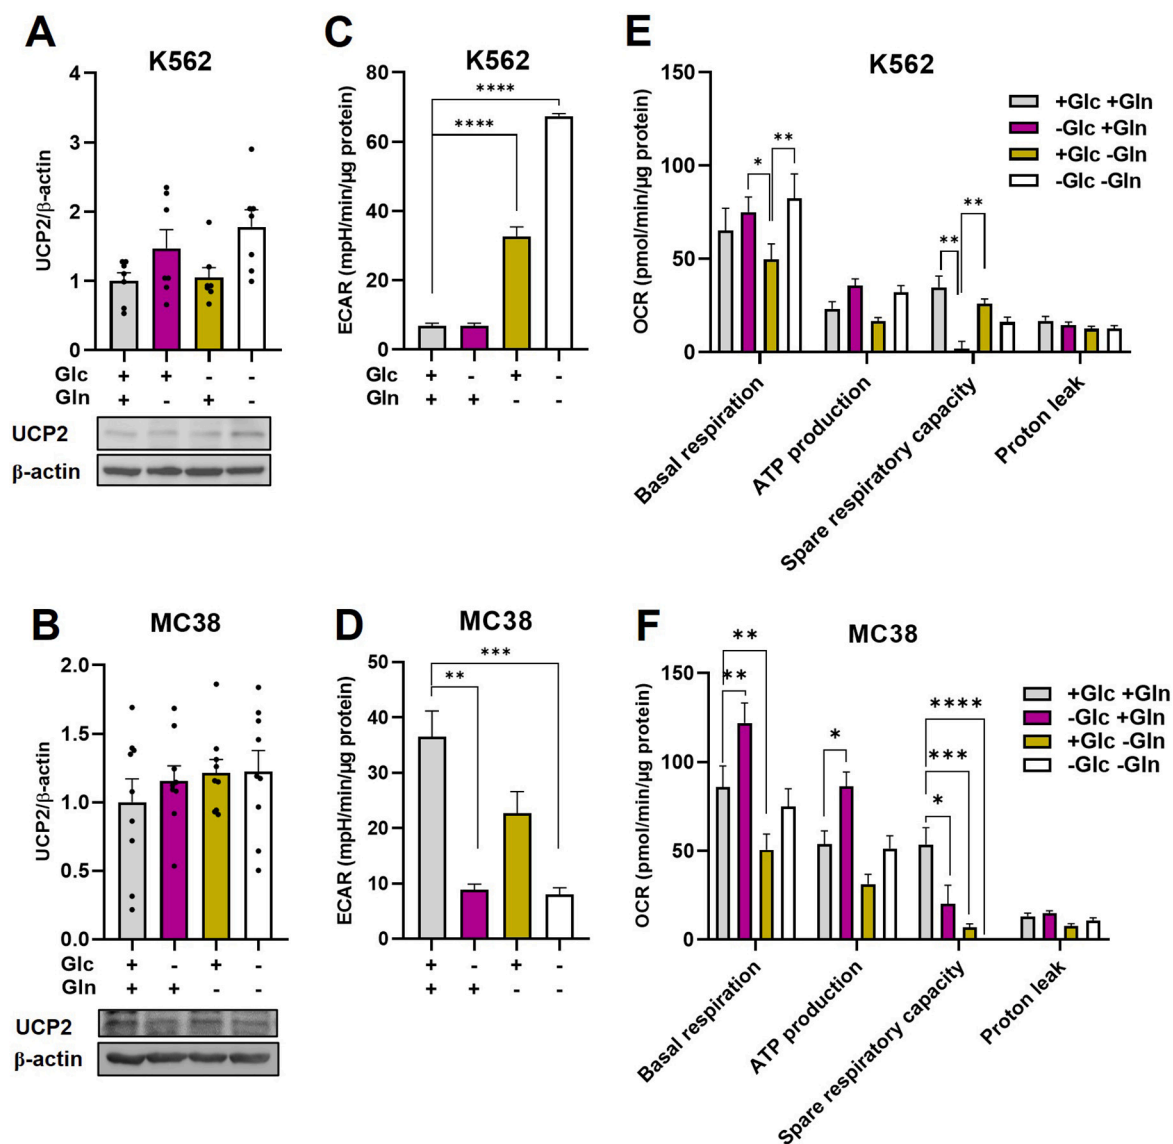 A
K562
UCP2/β-actin
4
3
2
1
0
Glc + + - -
Gln + - + -
UCP2
β-actin
C
K562
ECAR (mpH/min/µg protein)
80
60
40
20
0
**** 
****
Glc + - + -
Gln + + - -
E
K562
OCR (pmol/min/µg protein)
150
100
50
0
* ** ** **
+Glc +Gln
-Glc +Gln
+Glc -Gln
-Glc -Gln
Basal respiration
ATP production
Spare respiratory capacity
Proton leak
B
MC38
UCP2/β-actin
2.0
1.5
1.0
0.5
0.0
Glc + - + -
Gln + + - -
UCP2
β-actin
D
MC38
ECAR (mpH/min/µg protein)
50
40
30
20
10
0
***
**
+ - + -
+ + - -
F
MC38
OCR (pmol/min/µg protein)
150
100
50
0
**
**
*
****
***
*
+Glc +Gln
-Glc +Gln
+Glc -Gln
-Glc -Gln
Basal respiration
ATP production
Spare respiratory capacity
Proton leak